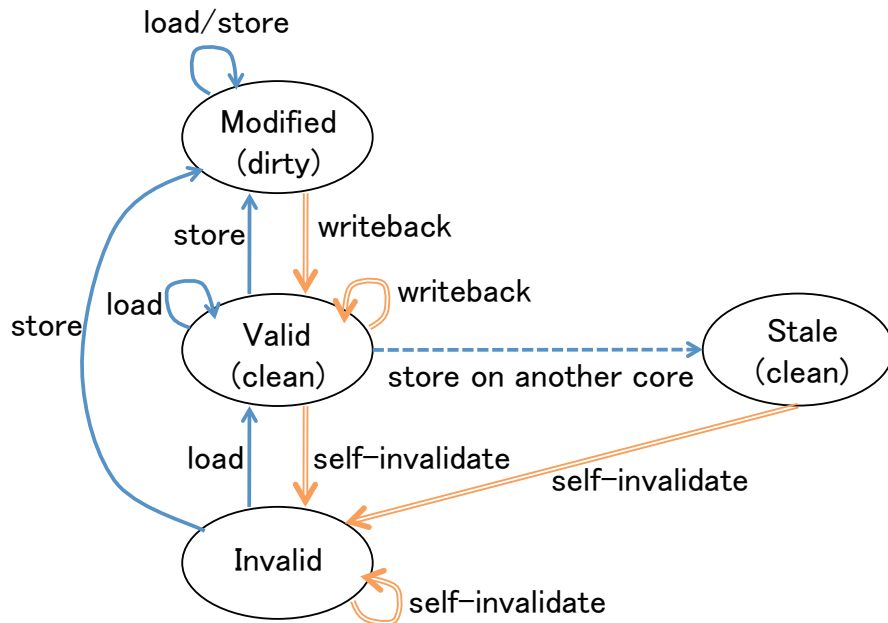 load/store
Modified
(dirty)
store
writeback
load
writeback
store
Valid
(clean)
Stale
(clean)
store on another core
load
self-invalidate
self-invalidate
Invalid
self-invalidate